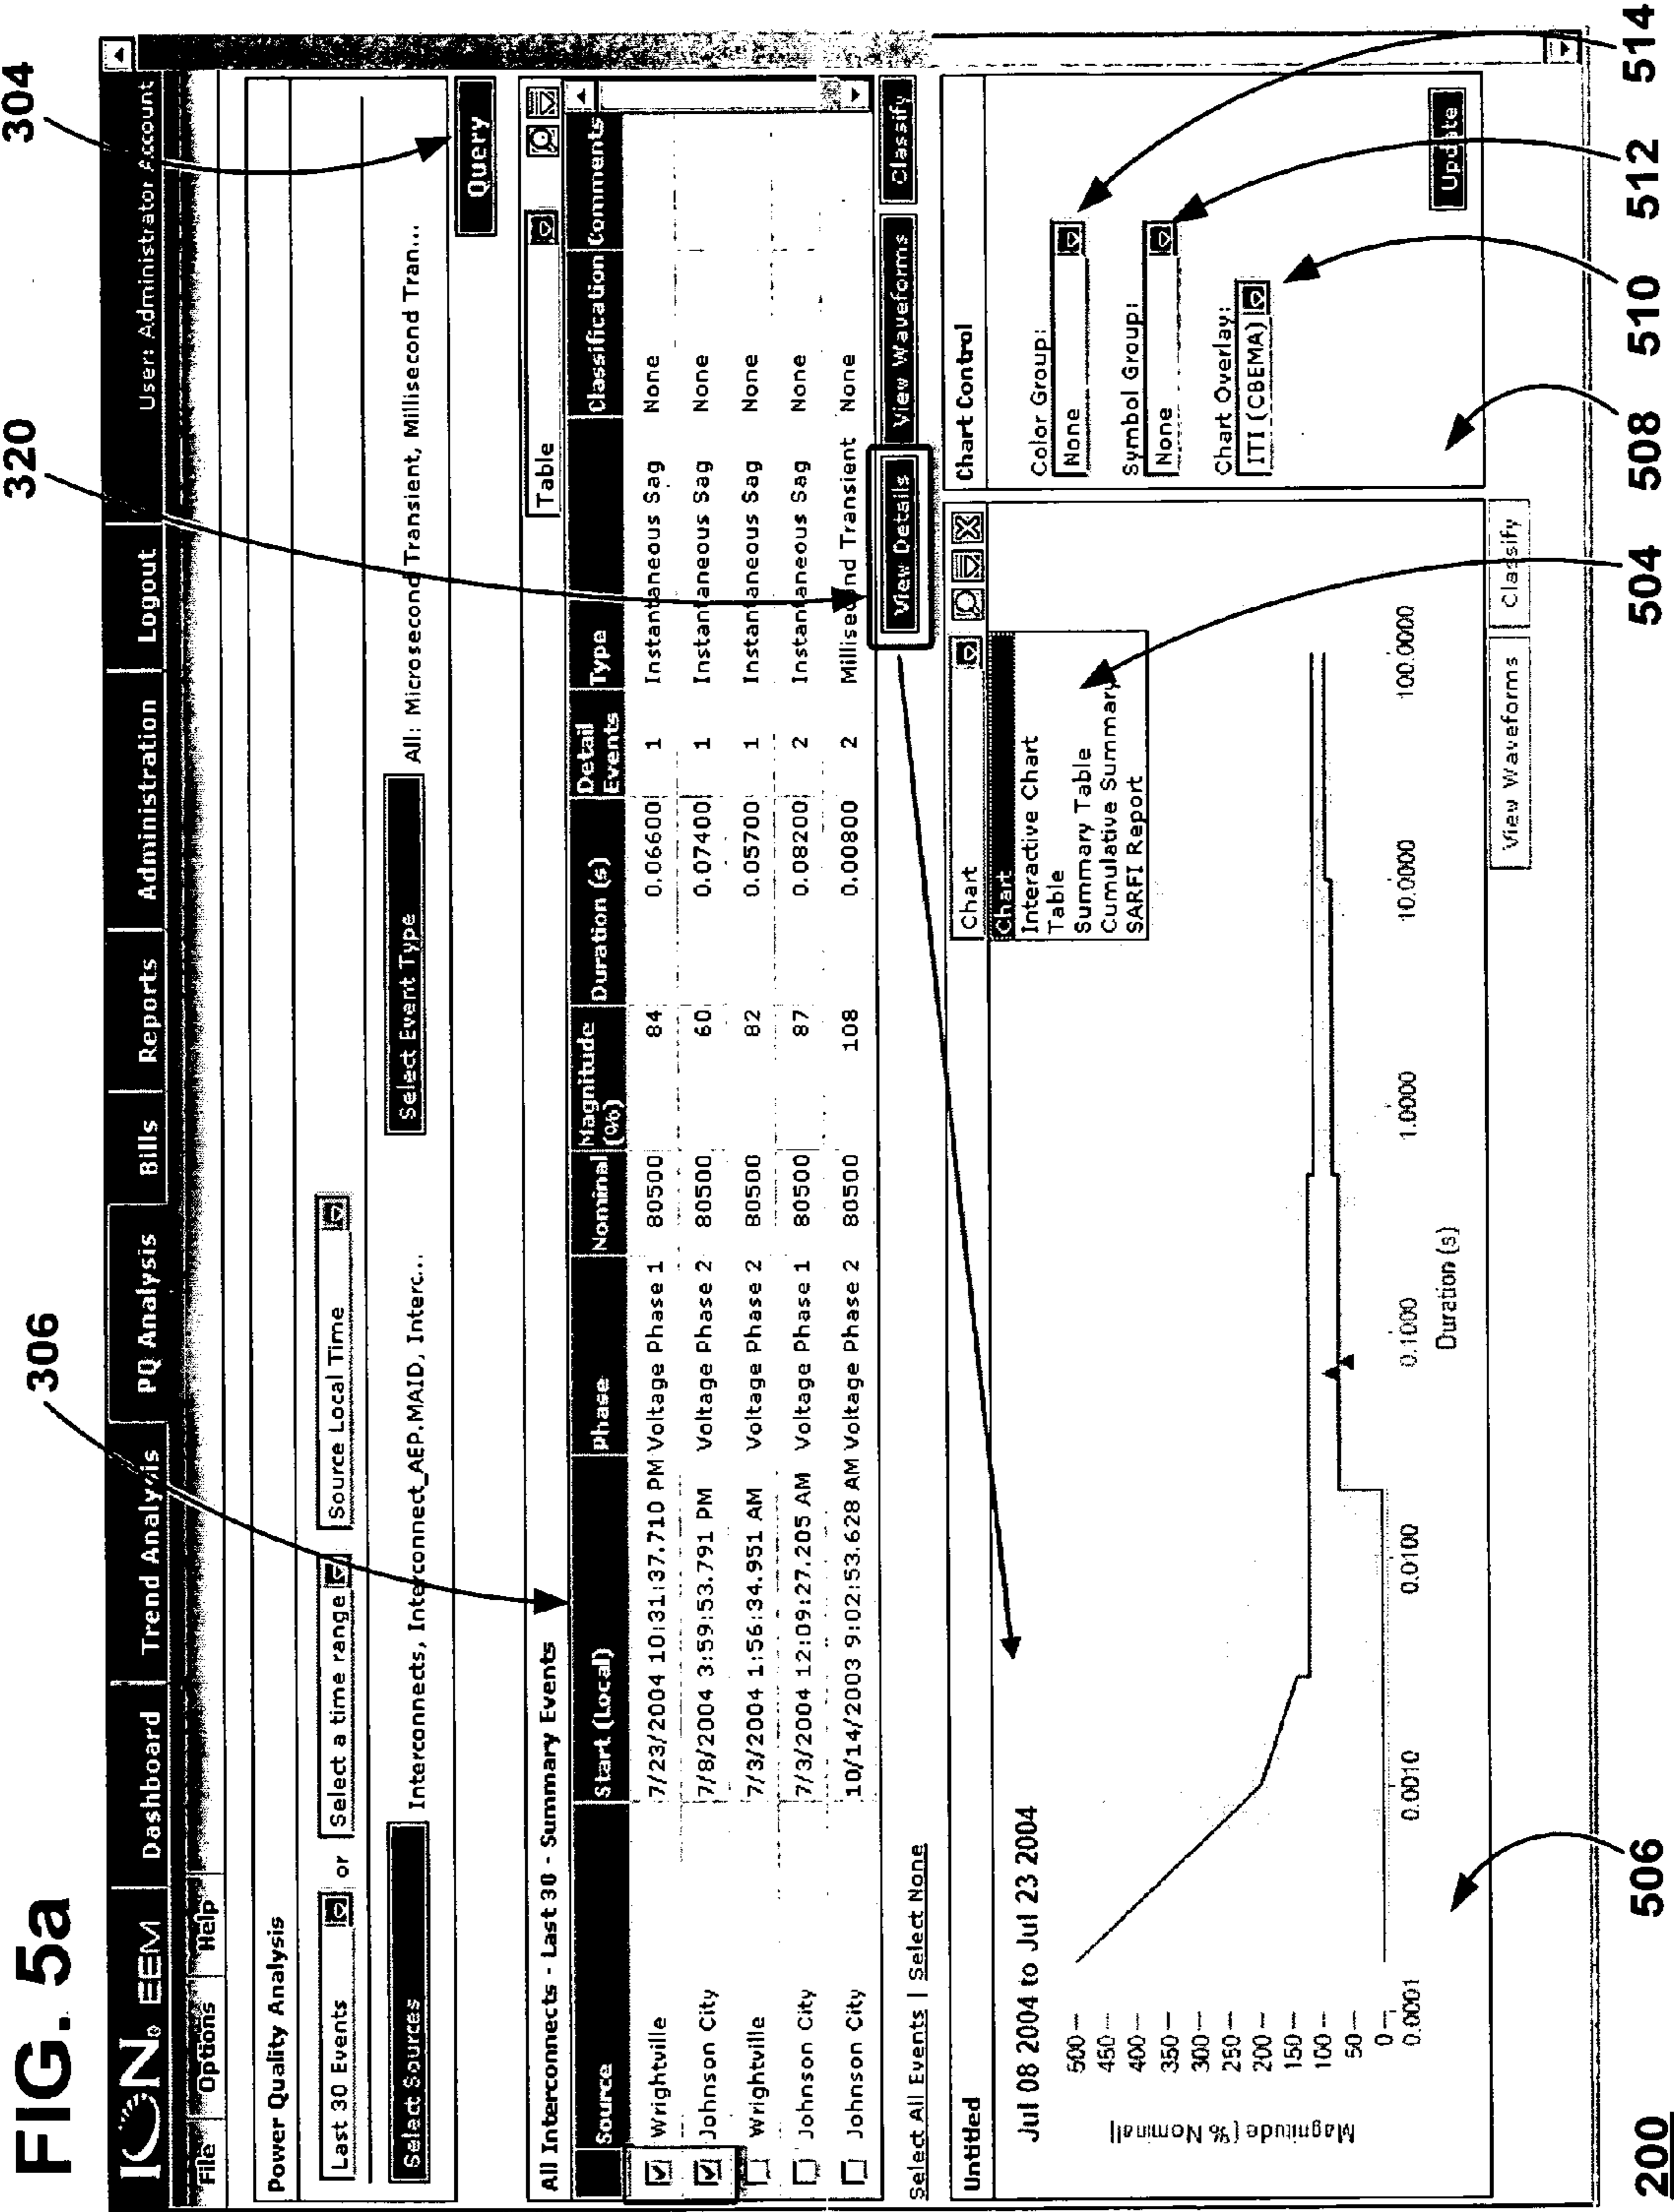 FIG. 5a
306
320
304
ION® EEM
Dashboard
Trend Analysis
PQ Analysis
Bills
Reports
Administration
Logout
User: Administrator Account
File Options Help
Power Quality Analysis
Last 30 Events or Select a time range Source Local Time
Select Sources Interconnects, Interconnect_AEP.MAID, Interc... Select Event Type All: Microsecond Transient, Millisecond Tran...
Query
All Interconnects - Last 30 - Summary Events Table
Source Start (Local) Phase Nominal Magnitude (%) Duration (s) Detail Events Type Classification Comments
Wrightville 7/23/2004 10:31:37.710 PM Voltage Phase 1 80500 84 0.06600 1 Instantaneous Sag None
Johnson City 7/8/2004 3:59:53.791 PM Voltage Phase 2 80500 60 0.07400 1 Instantaneous Sag None
Wrightville 7/3/2004 1:56:34.951 AM Voltage Phase 2 80500 82 0.05700 1 Instantaneous Sag None
Johnson City 7/3/2004 12:09:27.205 AM Voltage Phase 1 80500 87 0.08200 2 Instantaneous Sag None
Johnson City 10/14/2003 9:02:53.628 AM Voltage Phase 2 80500 108 0.00800 2 Millisecond Transient None
Select All Events | Select None View Details View Waveforms Classify
Untitled Chart
Chart
Interactive Chart
Table
Summary Table
Cumulative Summary
SARFI Report
Jul 08 2004 to Jul 23 2004
Magnitude (% Nominal)
500
450
400
350
300
250
200
150
100
50
0
0.0001 0.0010 0.0100 0.1000 1.0000 10.0000 100.0000
Duration (s)
View Waveforms Classify
Chart Control
Color Group:
None
Symbol Group:
None
Chart Overlay:
ITI (CBEMA)
Update
200
506
504
508
510
512
514